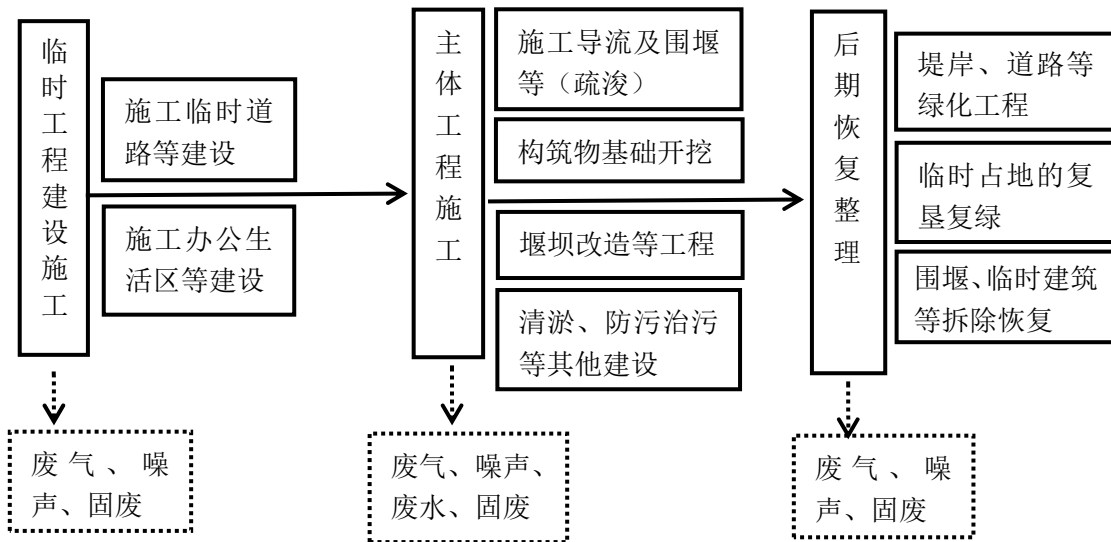 临时工程建设施工
施工临时道
路等建设
施工办公生
活区等建设
废气、噪
声、固废
主体工程施工
施工导流及围堰
等（疏浚）
构筑物基础开挖
堰坝改造等工程
清淤、防污治污
等其他建设
废气、噪声、
废水、固废
后期恢复整理
堤岸、道路等
绿化工程
临时占地的复
垦复绿
围堰、临时建筑
等拆除恢复
废气、噪
声、固废